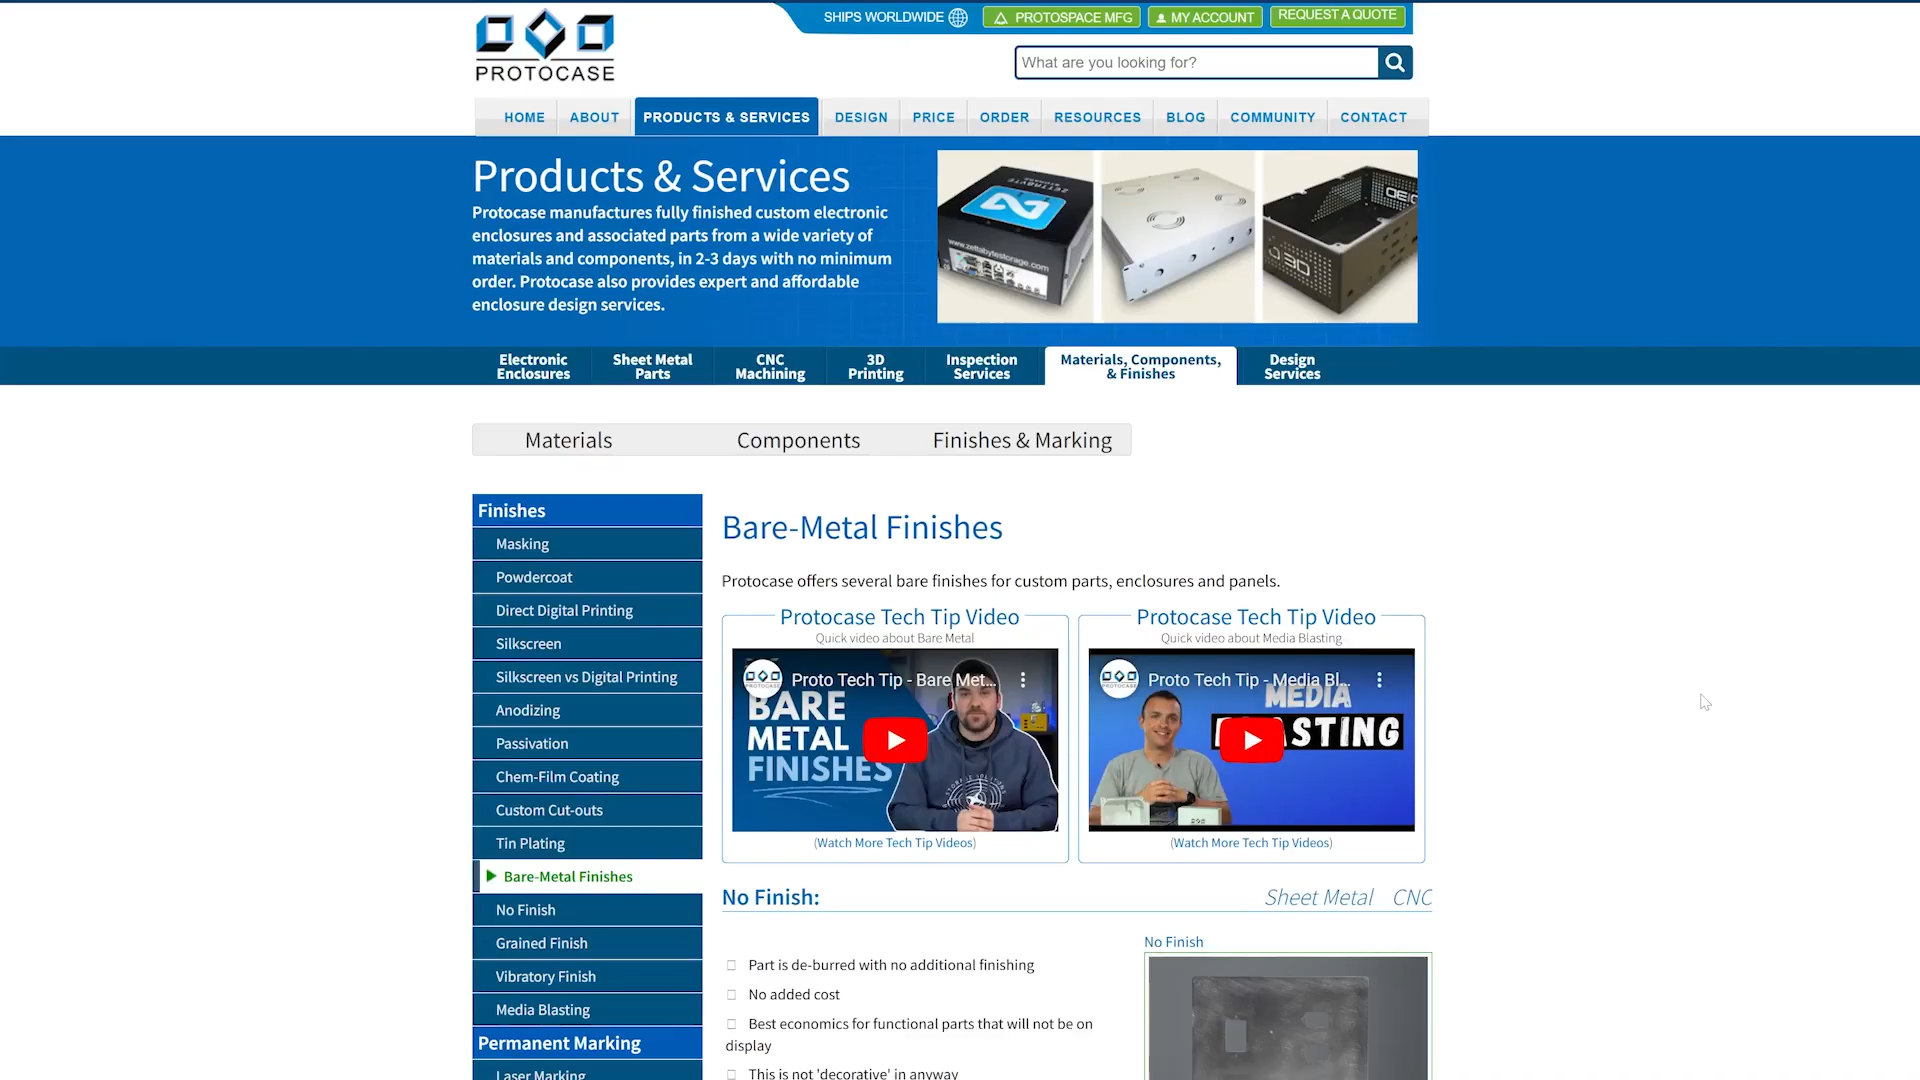 SHIPS WORLDWIDE
PROTOSPACE MFG
MY ACCOUNT
REQUEST A QUOTE
PROTOCASE
What are you looking for?
HOME
ABOUT
PRODUCTS & SERVICES
DESIGN
PRICE
ORDER
RESOURCES
BLOG
COMMUNITY
CONTACT
Products & Services
Protocase manufactures fully finished custom electronic
enclosures and associated parts from a wide variety of
materials and components, in 2-3 days with no minimum
order. Protocase also provides expert and affordable
enclosure design services.
ZETTABYTE
STORAGE
www.zettabytestorage.com
Electronic
Enclosures
Sheet Metal
Parts
CNC
Machining
3D
Printing
Inspection
Services
Materials, Components,
& Finishes
Design
Services
Materials
Components
Finishes & Marking
Finishes
Masking
Powdercoat
Direct Digital Printing
Silkscreen
Silkscreen vs Digital Printing
Anodizing
Passivation
Chem-Film Coating
Custom Cut-outs
Tin Plating
Bare-Metal Finishes
No Finish
Grained Finish
Vibratory Finish
Media Blasting
Permanent Marking
Laser Marking
Bare-Metal Finishes
Protocase offers several bare finishes for custom parts, enclosures and panels.
Protocase Tech Tip Video
Quick video about Bare Metal
PROTOCASE
Proto Tech Tip - Bare Met...
BARE
METAL
FINISHES
(Watch More Tech Tip Videos)
Protocase Tech Tip Video
Quick video about Media Blasting
PROTOCASE
Proto Tech Tip - Media Bl...
MEDIA
(Watch More Tech Tip Videos)
No Finish:
Sheet Metal CNC
Part is de-burred with no additional finishing
No added cost
Best economics for functional parts that will not be on
display
This is not 'decorative' in anyway
No Finish